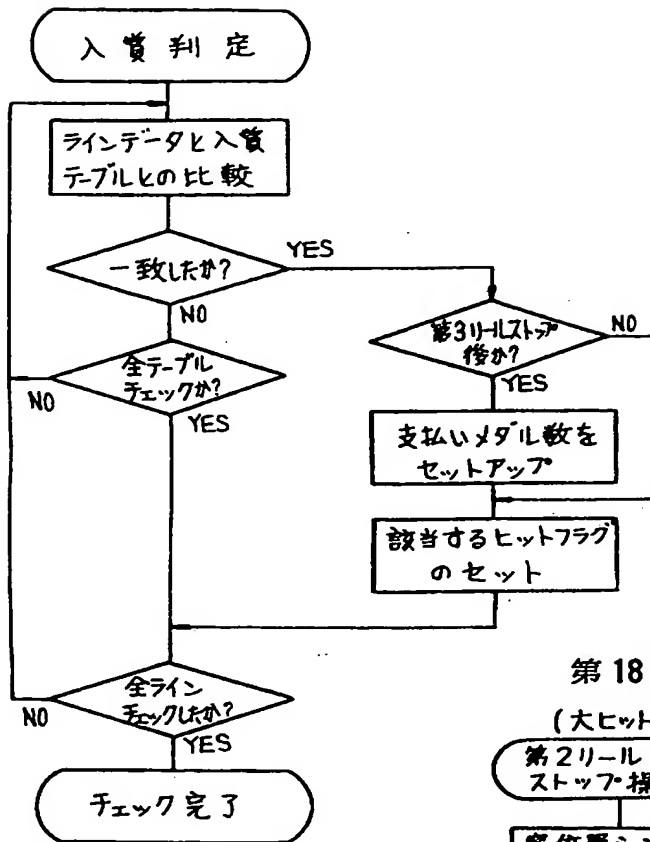 入賞判定
ラインデータと入賞
テーブルとの比較
一致したか?
YES
NO
第3リールストップ
後か?
NO
YES
全テーブル
チェックか?
NO
YES
支払いメダル数を
セットアップ
該当するヒットフラグ
のセット
全ライン
チェックしたか?
NO
YES
チェック完了
第18
(大ヒット
第2リール
ストップ操